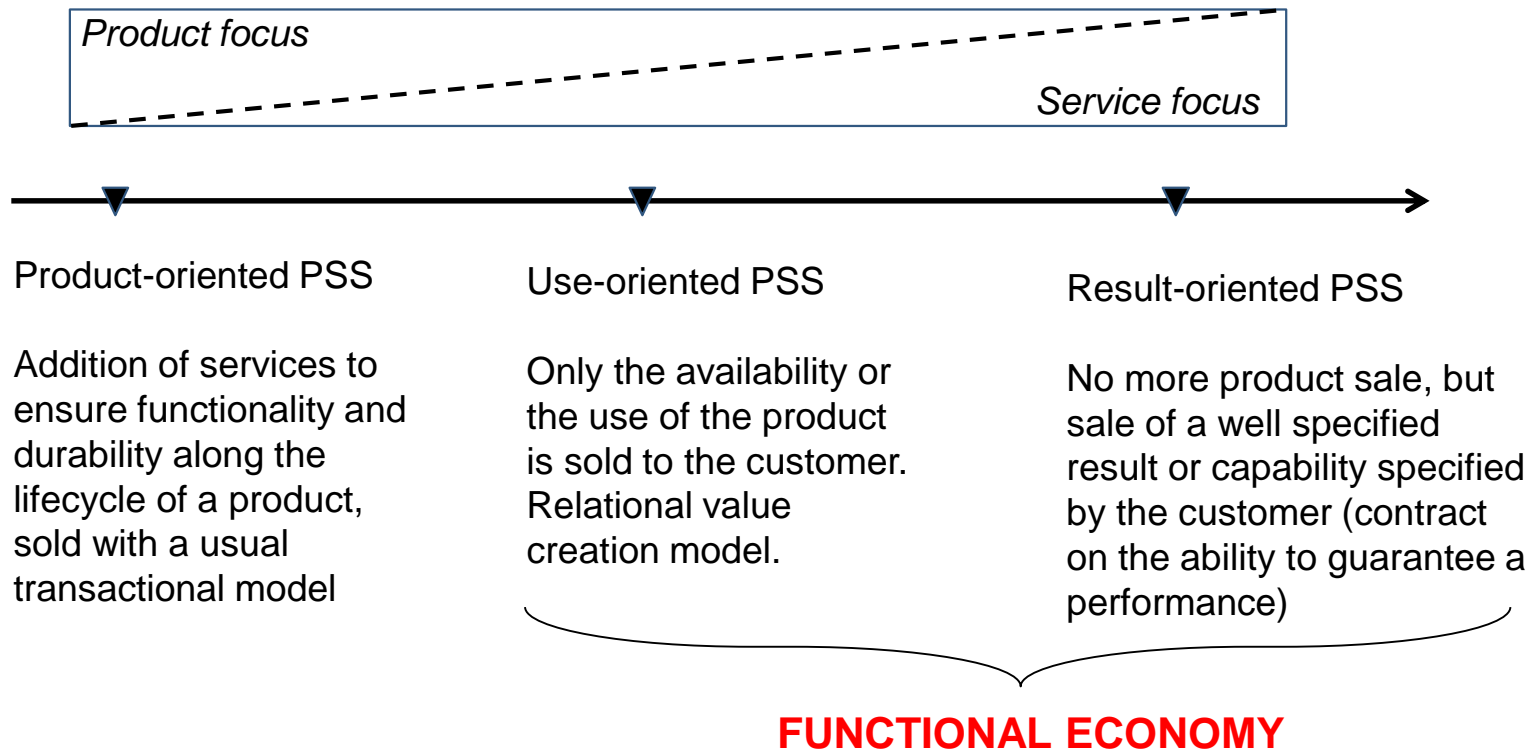 Product focus
Service focus
Product-oriented PSS
Addition of services to
ensure functionality and
durability along the
lifecycle of a product,
sold with a usual
transactional model
Use-oriented PSS
Only the availability or
the use of the product
is sold to the customer.
Relational value
creation model.
Result-oriented PSS
No more product sale, but
sale of a well specified
result or capability specified
by the customer (contract
on the ability to guarantee a
performance)
FUNCTIONAL ECONOMY